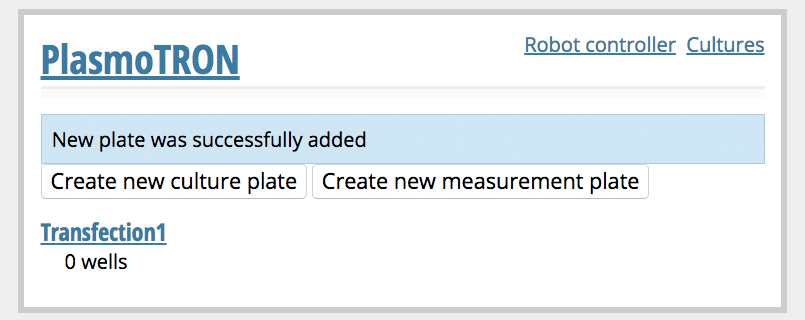 PlasmoTRON
Robot controller Cultures
New plate was successfully added
Create new culture plate Create new measurement plate
Transfection1
0 wells